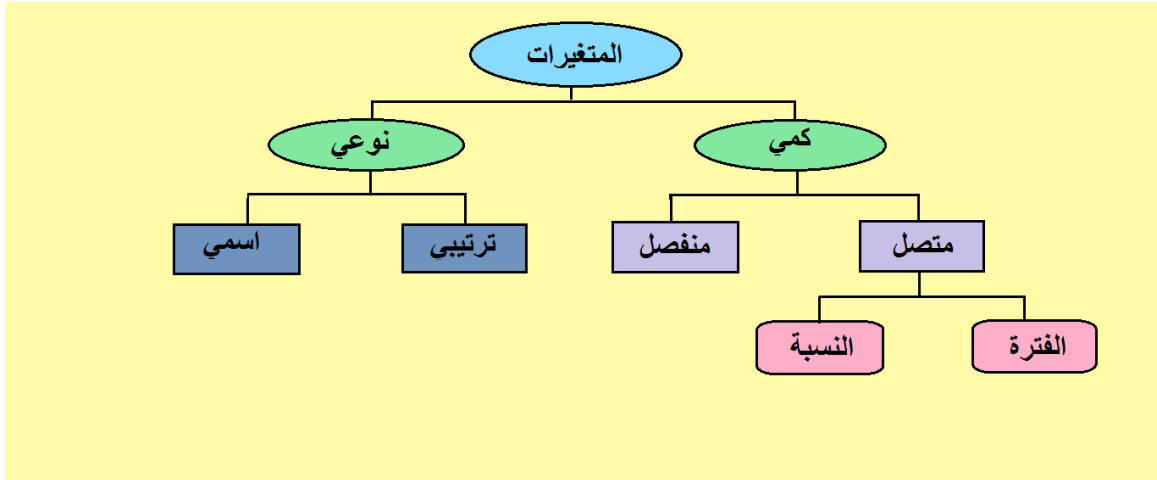 المتغيرات
كمي
نوعي
متصل
منفصل
ترتيبي
اسمي
الفترة
النسبة